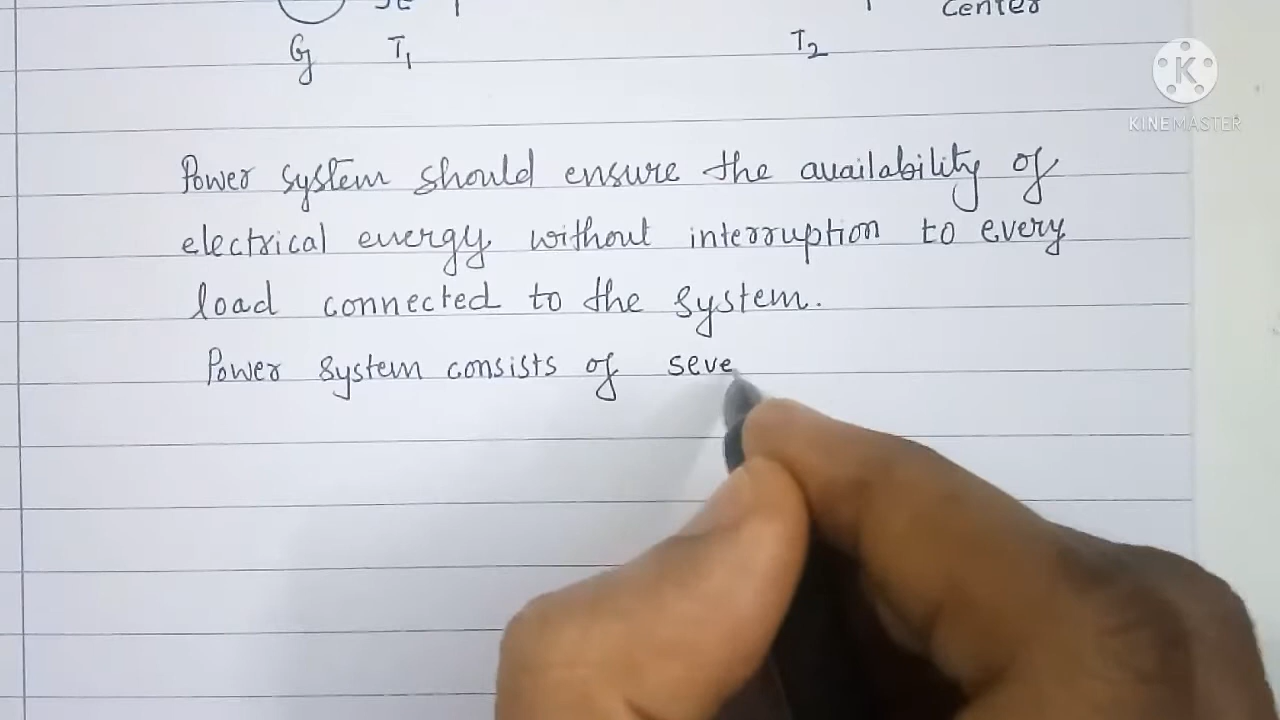 Center
G T1 T2
K
KINEMASTER
Power system should ensure the availability of
electrical energy without interruption to every
load connected to the system.
Power system consists of seve